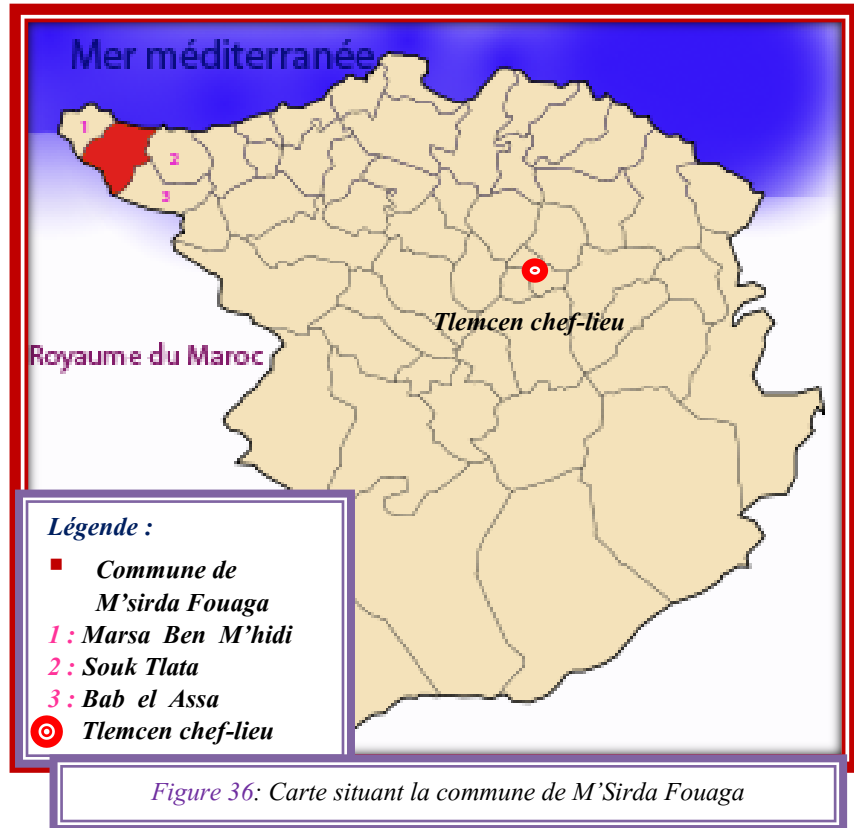 Mer méditerranée
1
2
3
Tlemcen chef-lieu
Royaume du Maroc
Légende :
Commune de
M'sirda Fouaga
1 : Marsa Ben M'hidi
2 : Souk Tlata
3 : Bab el Assa
Tlemcen chef-lieu
Figure 36: Carte situant la commune de M'Sirda Fouaga